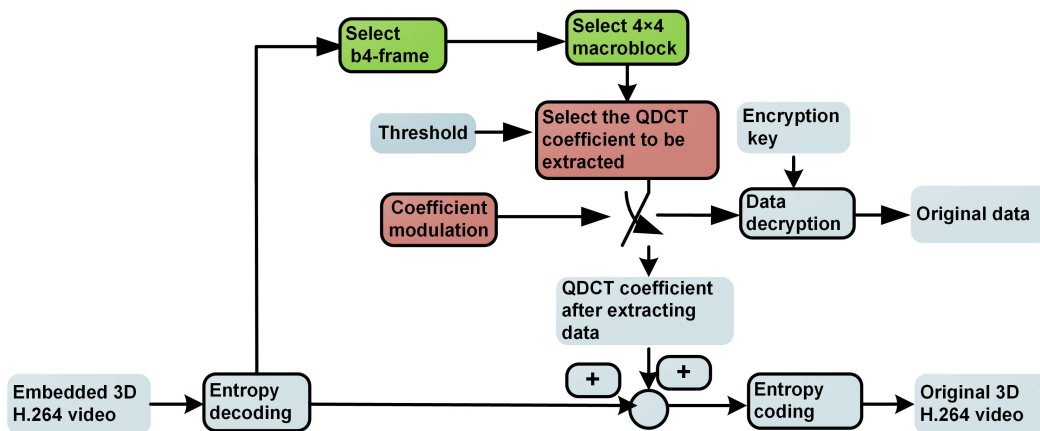 Select
b4-frame
Select 4×4
macroblock
Threshold
Select the QDCT
coefficient to be
extracted
Encryption
key
Coefficient
modulation
Data
decryption
Original data
QDCT coefficient
after extracting
data
+
+
Embedded 3D
H.264 video
Entropy
decoding
Entropy
coding
Original 3D
H.264 video